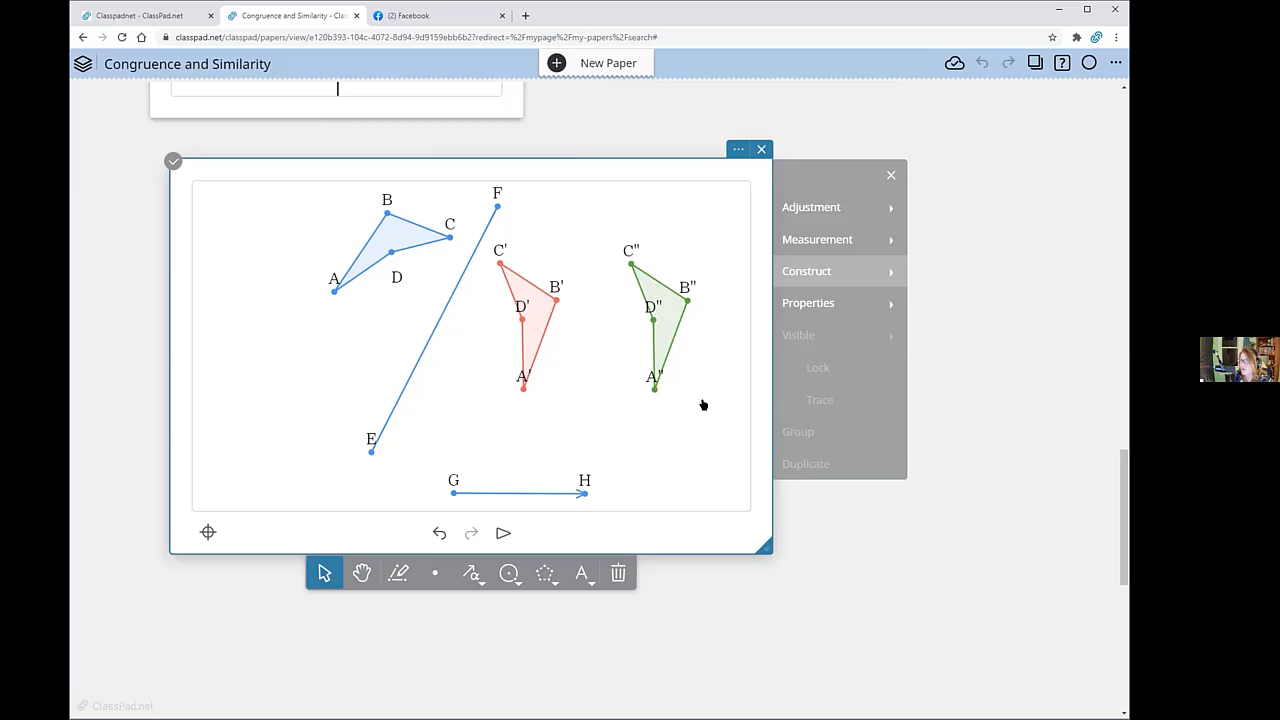 Classpadnet - ClassPad.net
Congruence and Similarity - Clas
(2) Facebook
classpad.net/classpad/papers/view/e120b393-104c-4072-8d94-9d9159ebb6b2?redirect=%2Fmypage%2Fmy-papers%2Fsearch#
Congruence and Similarity
New Paper
Adjustment
Measurement
Construct
Properties
Visible
Lock
Trace
Group
Duplicate
B
C
A
D
F
E
C'
B'
D'
A'
C"
B"
D"
A"
G
H
A
ClassPad.net